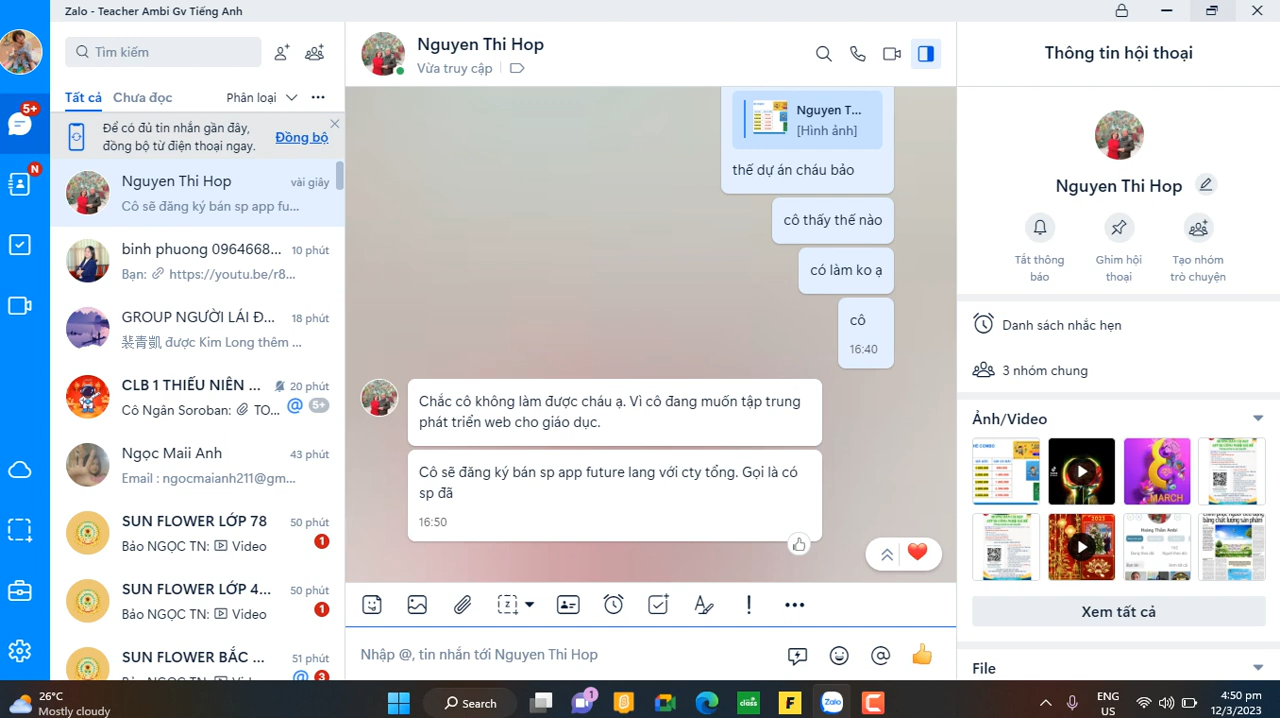 Zalo - Teacher Ambi Gv Tiếng Anh
Tìm kiếm
Tất cả Chưa đọc Phân loại
Để có đủ tin nhắn gần đây,
đồng bộ từ điện thoại ngay.
Đồng bộ
5+
N
Nguyen Thi Hop vài giây
Cô sẽ đăng ký bán sp app fu...
binh phuong 0964668... 10 phút
Bạn: https://youtu.be/r8...
GROUP NGƯỜI LÁI Đ... 18 phút
裴青凱 được Kim Long thêm ...
CLB 1 THIẾU NIÊN ... 20 phút
Cô Ngân Soroban: TO... @ 5+
Ngọc Maii Anh 43 phút
Email : ngocmaianh211@gm...
SUN FLOWER LỚP 78 50 phút
Bảo NGỌC TN: Video 1
SUN FLOWER LỚP 4... 50 phút
Bảo NGỌC TN: Video 1
SUN FLOWER BẮC ... 51 phút
Nguyen Thi Hop
Vừa truy cập
Nguyen T...
[Hình ảnh]
thế dự án cháu bảo
cô thấy thế nào
có làm ko ạ
cô
16:40
Chắc cô không làm được cháu ạ. Vì cô đang muốn tập trung
phát triển web cho giáo dục.
Cô sẽ đăng ký bán sp app future lang với cty tổng. Gọi là có
sp đã
16:50
Nhập @, tin nhắn tới Nguyen Thi Hop
Thông tin hội thoại
Nguyen Thi Hop
Tắt thông
báo
Ghim hội
thoại
Tạo nhóm
trò chuyện
Danh sách nhắc hẹn
3 nhóm chung
Ảnh/Video
MARCH
Xem tất cả
File
26°C
Mostly cloudy
Search
1
class
F
Zalo
ENG
US
4:50 pm
12/3/2023